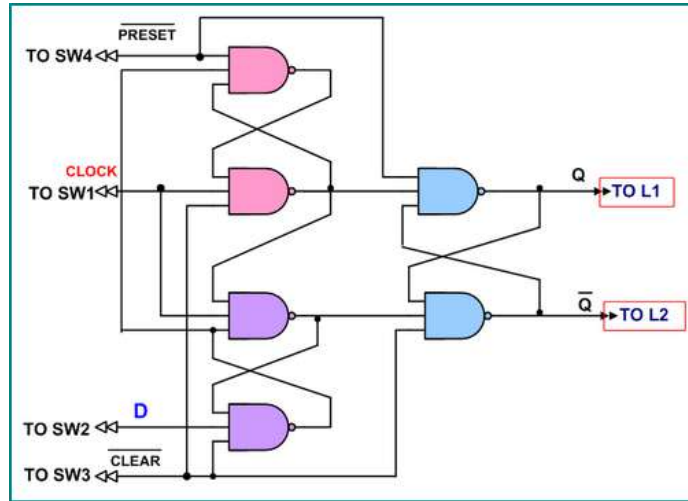 PRESET
TO SW4
CLOCK
TO SW1
Q
TO L1
Q
TO L2
D
TO SW2
CLEAR
TO SW3